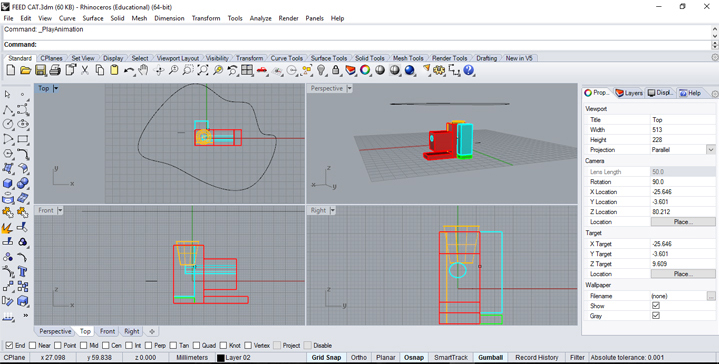 FEED CAT.3dm (60 KB) - Rhinoceros (Educational) (64-bit)
File Edit View Curve Surface Solid Mesh Dimension Transform Tools Analyze Render Panels Help
Command: _PlayAnimation
Command:
Standard CPlanes Set View Display Select Viewport Layout Visibility Transform Curve Tools Surface Tools Solid Tools Mesh Tools Render Tools Drafting New in V5
Top
Perspective
Front
Right
y
x
z
y
x
z
x
z
y
Prop... Layers Displ... Help
Viewport
Title Top
Width 513
Height 228
Projection Parallel
Camera
Lens Length 50.0
Rotation 90.0
X Location -25.646
Y Location -3.601
Z Location 80.212
Location Place...
Target
X Target -25.646
Y Target -3.601
Z Target 9.609
Location Place...
Wallpaper
Filename (none) ...
Show
Gray
Perspective Top Front Right
End Near Point Mid Cen Int Perp Tan Quad Knot Vertex Project Disable
CPlane x 27.098 y 59.838 z 0.000 Millimeters Layer 02 Grid Snap Ortho Planar Osnap SmartTrack Gumball Record History Filter Absolute tolerance: 0.001